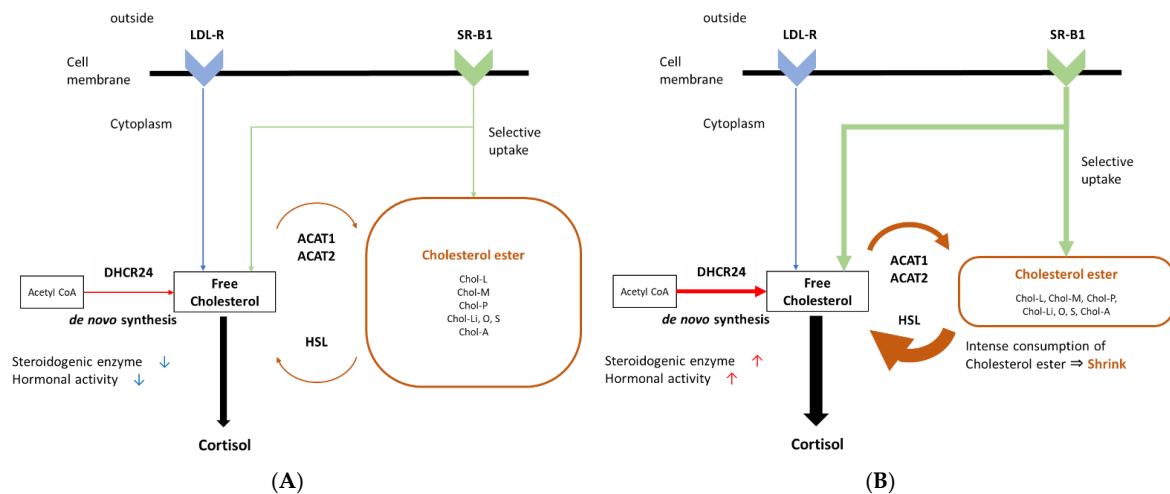 outside
LDL-R
SR-B1
Cell
membrane
Cytoplasm
Selective
uptake
ACAT1
ACAT2
Cholesterol ester
Chol-L
Chol-M
Chol-P
Chol-Li, O, S
Chol-A
DHCR24
Acetyl CoA
Free
Cholesterol
de novo synthesis
HSL
Steroidogenic enzyme ↓
Hormonal activity ↓
Cortisol
(A)
outside
LDL-R
SR-B1
Cell
membrane
Cytoplasm
Selective
uptake
ACAT1
ACAT2
Cholesterol ester
Chol-L, Chol-M, Chol-P,
Chol-Li, O, S, Chol-A
DHCR24
Acetyl CoA
Free
Cholesterol
de novo synthesis
HSL
Intense consumption of
Cholesterol ester ⇒ Shrink
Steroidogenic enzyme ↑
Hormonal activity ↑
Cortisol
(B)